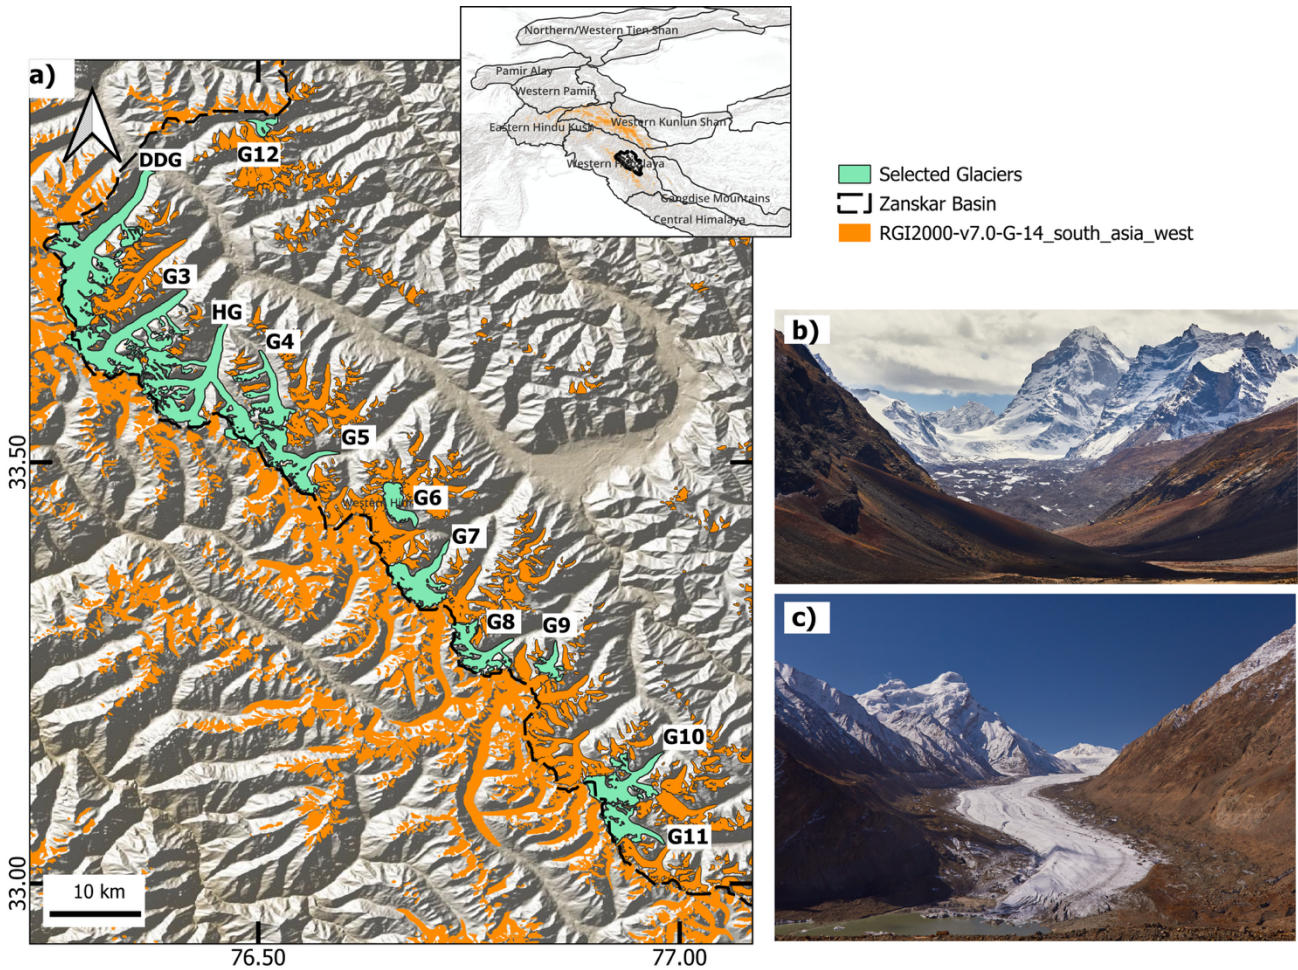 a)
Northern/Western Tien Shan
Pamir Alay
Western Pamir
Western Kunlun Shan
Eastern Hindu Kush
Western Himalaya
Gangdise Mountains
Central Himalaya
DDG
G12
G3
HG
G4
G5
G6
G7
G8
G9
G10
G11
33.50
33.00
10 km
76.50
77.00
Selected Glaciers
Zanskar Basin
RGI2000-v7.0-G-14_south_asia_west
b)
c)